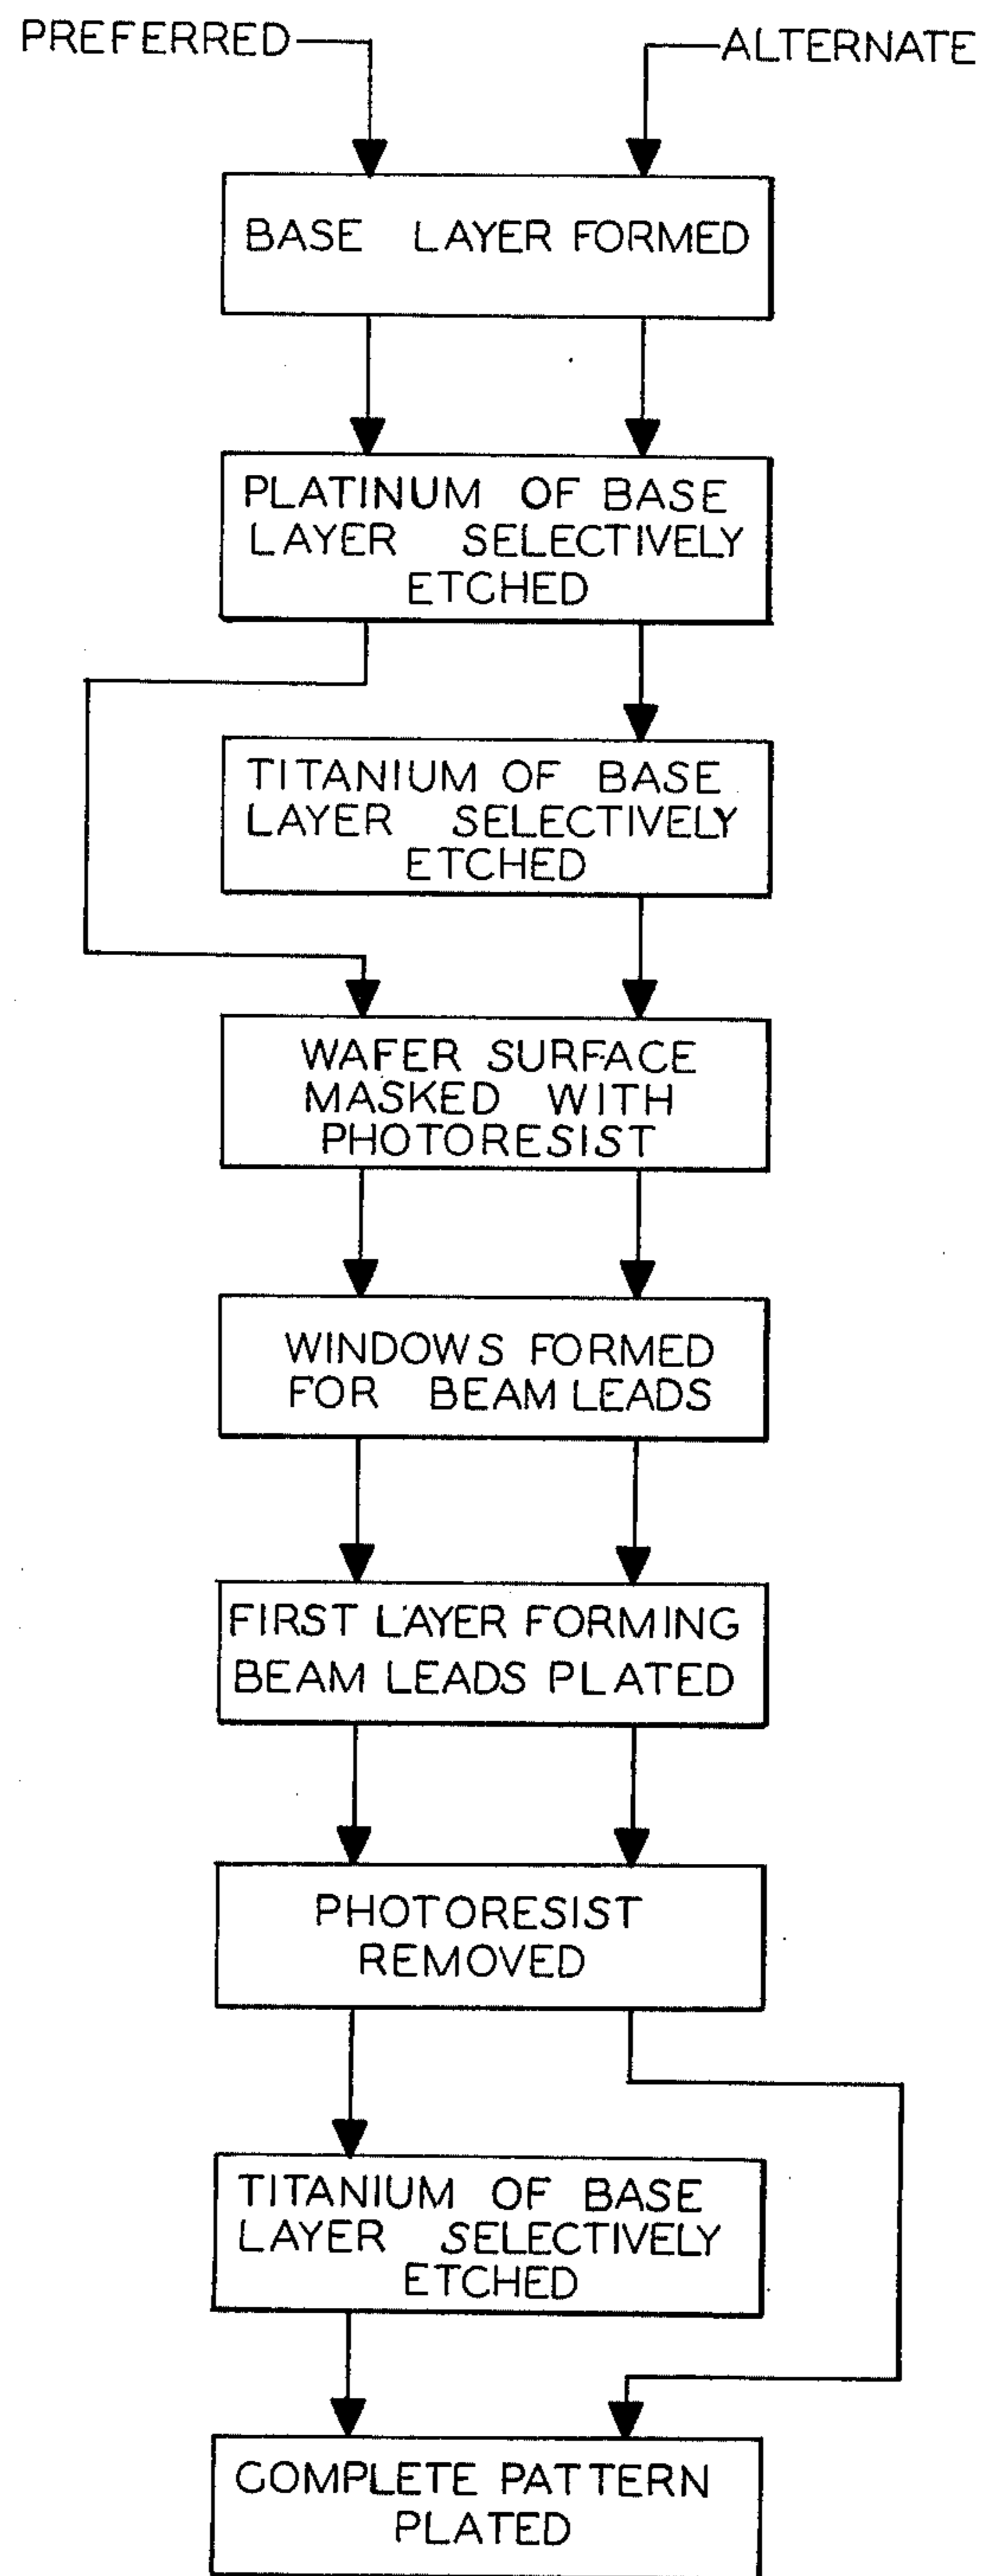 PREFERRED
ALTERNATE
BASE LAYER FORMED
PLATINUM OF BASE
LAYER SELECTIVELY
ETCHED
TITANIUM OF BASE
LAYER SELECTIVELY
ETCHED
WAFER SURFACE
MASKED WITH
PHOTORESIST
WINDOWS FORMED
FOR BEAM LEADS
FIRST LAYER FORMING
BEAM LEADS PLATED
PHOTORESIST
REMOVED
TITANIUM OF BASE
LAYER SELECTIVELY
ETCHED
COMPLETE PATTERN
PLATED